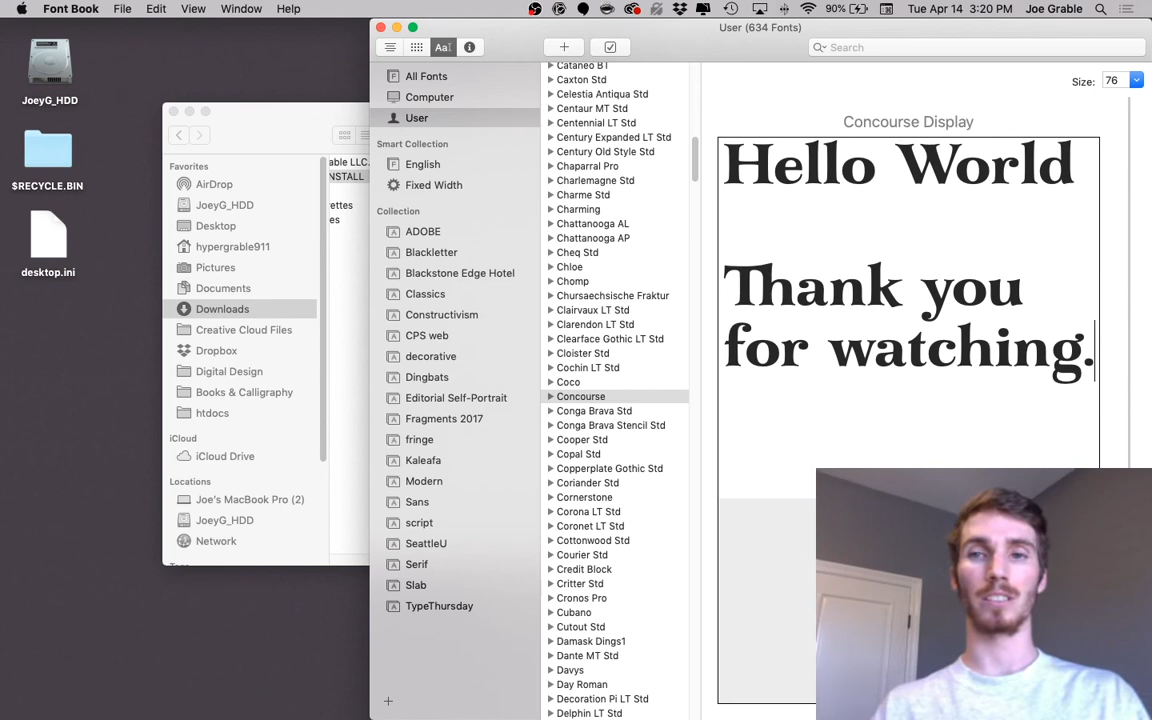 Font Book File Edit View Window Help 90% Tue Apr 14 3:20 PM Joe Grable
User (634 Fonts)
Search
JoeyG_HDD
$RECYCLE.BIN
desktop.ini
Favorites
AirDrop
JoeyG_HDD
Desktop
hypergrable911
Pictures
Documents
Downloads
Creative Cloud Files
Dropbox
Digital Design
Books & Calligraphy
htdocs
iCloud
iCloud Drive
Locations
Joe's MacBook Pro (2)
JoeyG_HDD
Network
All Fonts
Computer
User
Smart Collection
English
Fixed Width
Collection
ADOBE
Blackletter
Blackstone Edge Hotel
Classics
Constructivism
CPS web
decorative
Dingbats
Editorial Self-Portrait
Fragments 2017
fringe
Kaleafa
Modern
Sans
script
SeattleU
Serif
Slab
TypeThursday
Cataneo BT
Caxton Std
Celestia Antiqua Std
Centaur MT Std
Centennial LT Std
Century Expanded LT Std
Century Old Style Std
Chaparral Pro
Charlemagne Std
Charme Std
Charming
Chattanooga AL
Chattanooga AP
Cheq Std
Chloe
Chomp
Chursaechsische Fraktur
Clairvaux LT Std
Clarendon LT Std
Clearface Gothic LT Std
Cloister Std
Cochin LT Std
Coco
Concourse
Conga Brava Std
Conga Brava Stencil Std
Cooper Std
Copal Std
Copperplate Gothic Std
Coriander Std
Cornerstone
Corona LT Std
Coronet LT Std
Cottonwood Std
Courier Std
Credit Block
Critter Std
Cronos Pro
Cubano
Cutout Std
Damask Dings1
Dante MT Std
Davys
Day Roman
Decoration Pi LT Std
Delphin LT Std
Size: 76
Concourse Display
Hello World
Thank you
for watching.